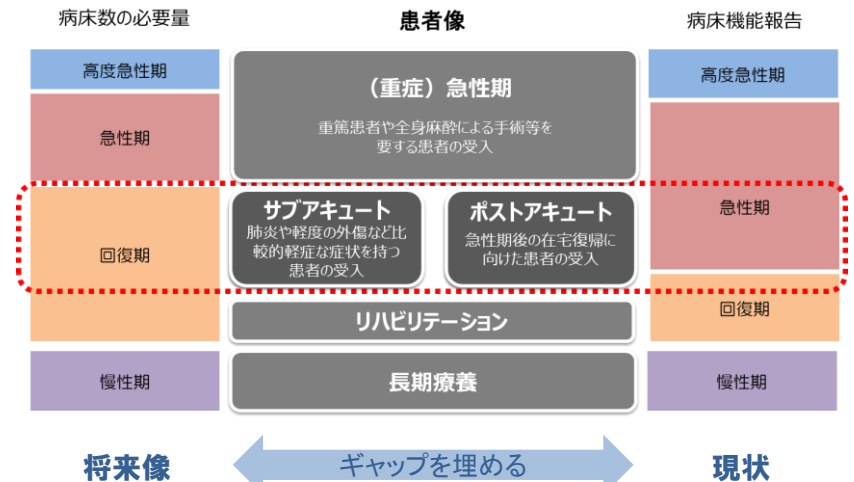 病床数の必要量
患者像
病床機能報告
高度急性期
急性期
回復期
慢性期
（重症）急性期
重篤患者や全身麻酔による手術等を
要する患者の受入
サブアキュート
肺炎や軽度の外傷など比
較的軽症な症状を持つ
患者の受入
ポストアキュート
急性期後の在宅復帰に
向けた患者の受入
リハビリテーション
長期療養
高度急性期
急性期
回復期
慢性期
将来像
ギャップを埋める
現状